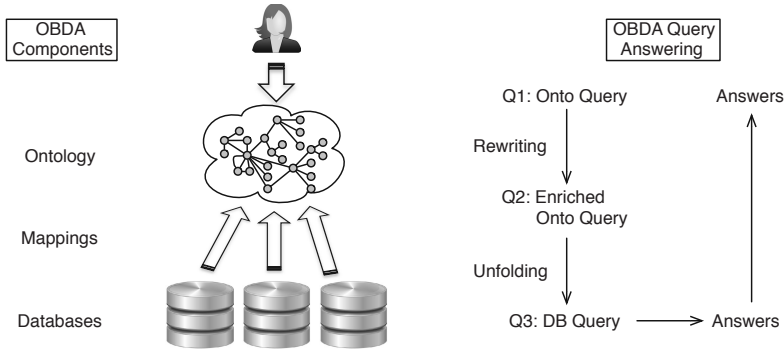 OBDA
Components
Ontology
Mappings
Databases
OBDA Query
Answering
Q1: Onto Query
Answers
Rewriting
Q2: Enriched
Onto Query
Unfolding
Q3: DB Query
Answers